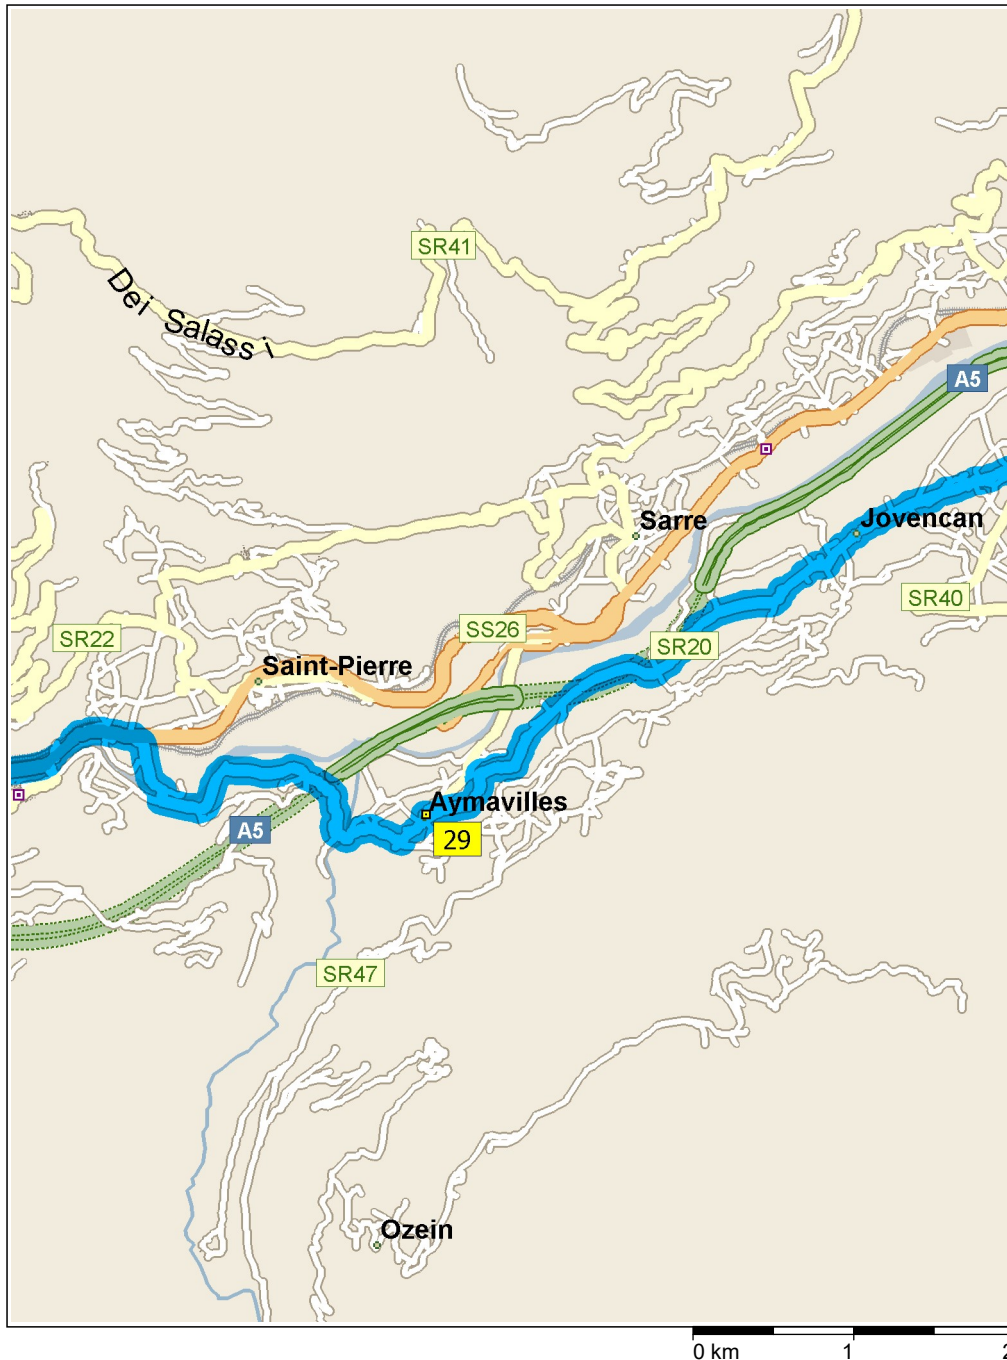 SR41
Dei Salassi
A5
Sarre
Jovencan
SR40
SS26
SR22
SR20
Saint-Pierre
Aymavilles
A5
29
SR47
Ozein
0 km 1 2